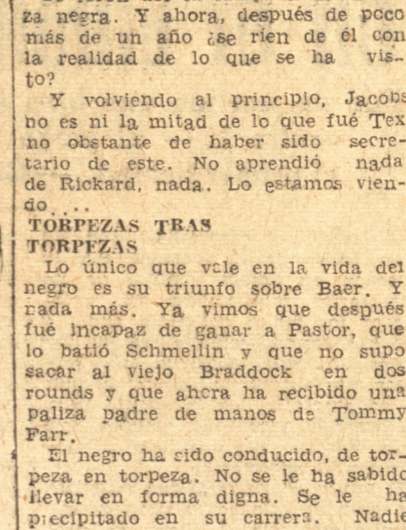 za negra. Y ahora, después de poco
más de un año ¿se rien de él con
la realidad de lo que se ha vis-
to?
Y volviendo al principio, Jacobs
no es ni la mitad de lo que fué Tex
no obstante de haber sido secre-
tario de este. No aprendió nada
de Rickard, nada. Lo estamos vien-
do....
TORPEZAS TRAS
TORPEZAS
Lo único que vale en la vida del
negro es su triunfo sobre Baer. Y
nada más. Ya vimos que después
fué incapaz de ganar a Pastor, que
lo batió Schmellin y que no supo
sacar al viejo Braddock en dos
rounds y que ahora ha recibido una
paliza padre de manos de Tommy
Farr.
El negro ha sido conducido, de tor-
peza en torpeza. No se le ha sabido
llevar en forma digna. Se le ha
precipitado en su carrera. Nadie